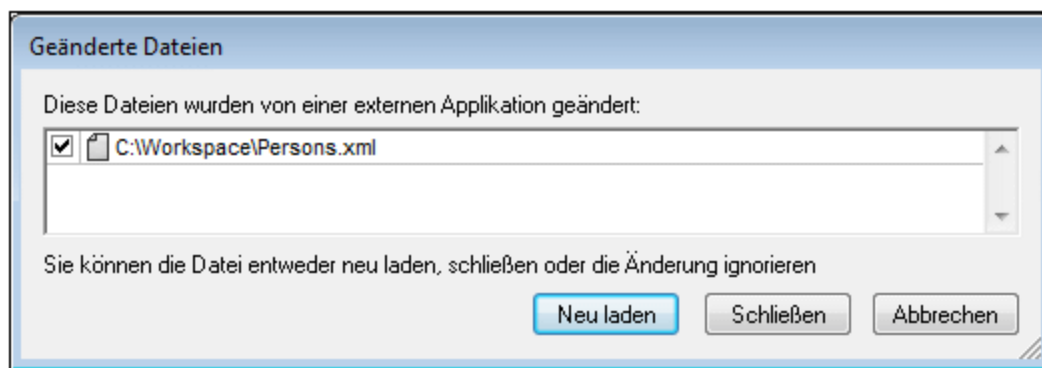 Geänderte Dateien
Diese Dateien wurden von einer externen Applikation geändert:
C:\Workspace\Persons.xml
Sie können die Datei entweder neu laden, schließen oder die Änderung ignorieren
Neu laden Schließen Abbrechen